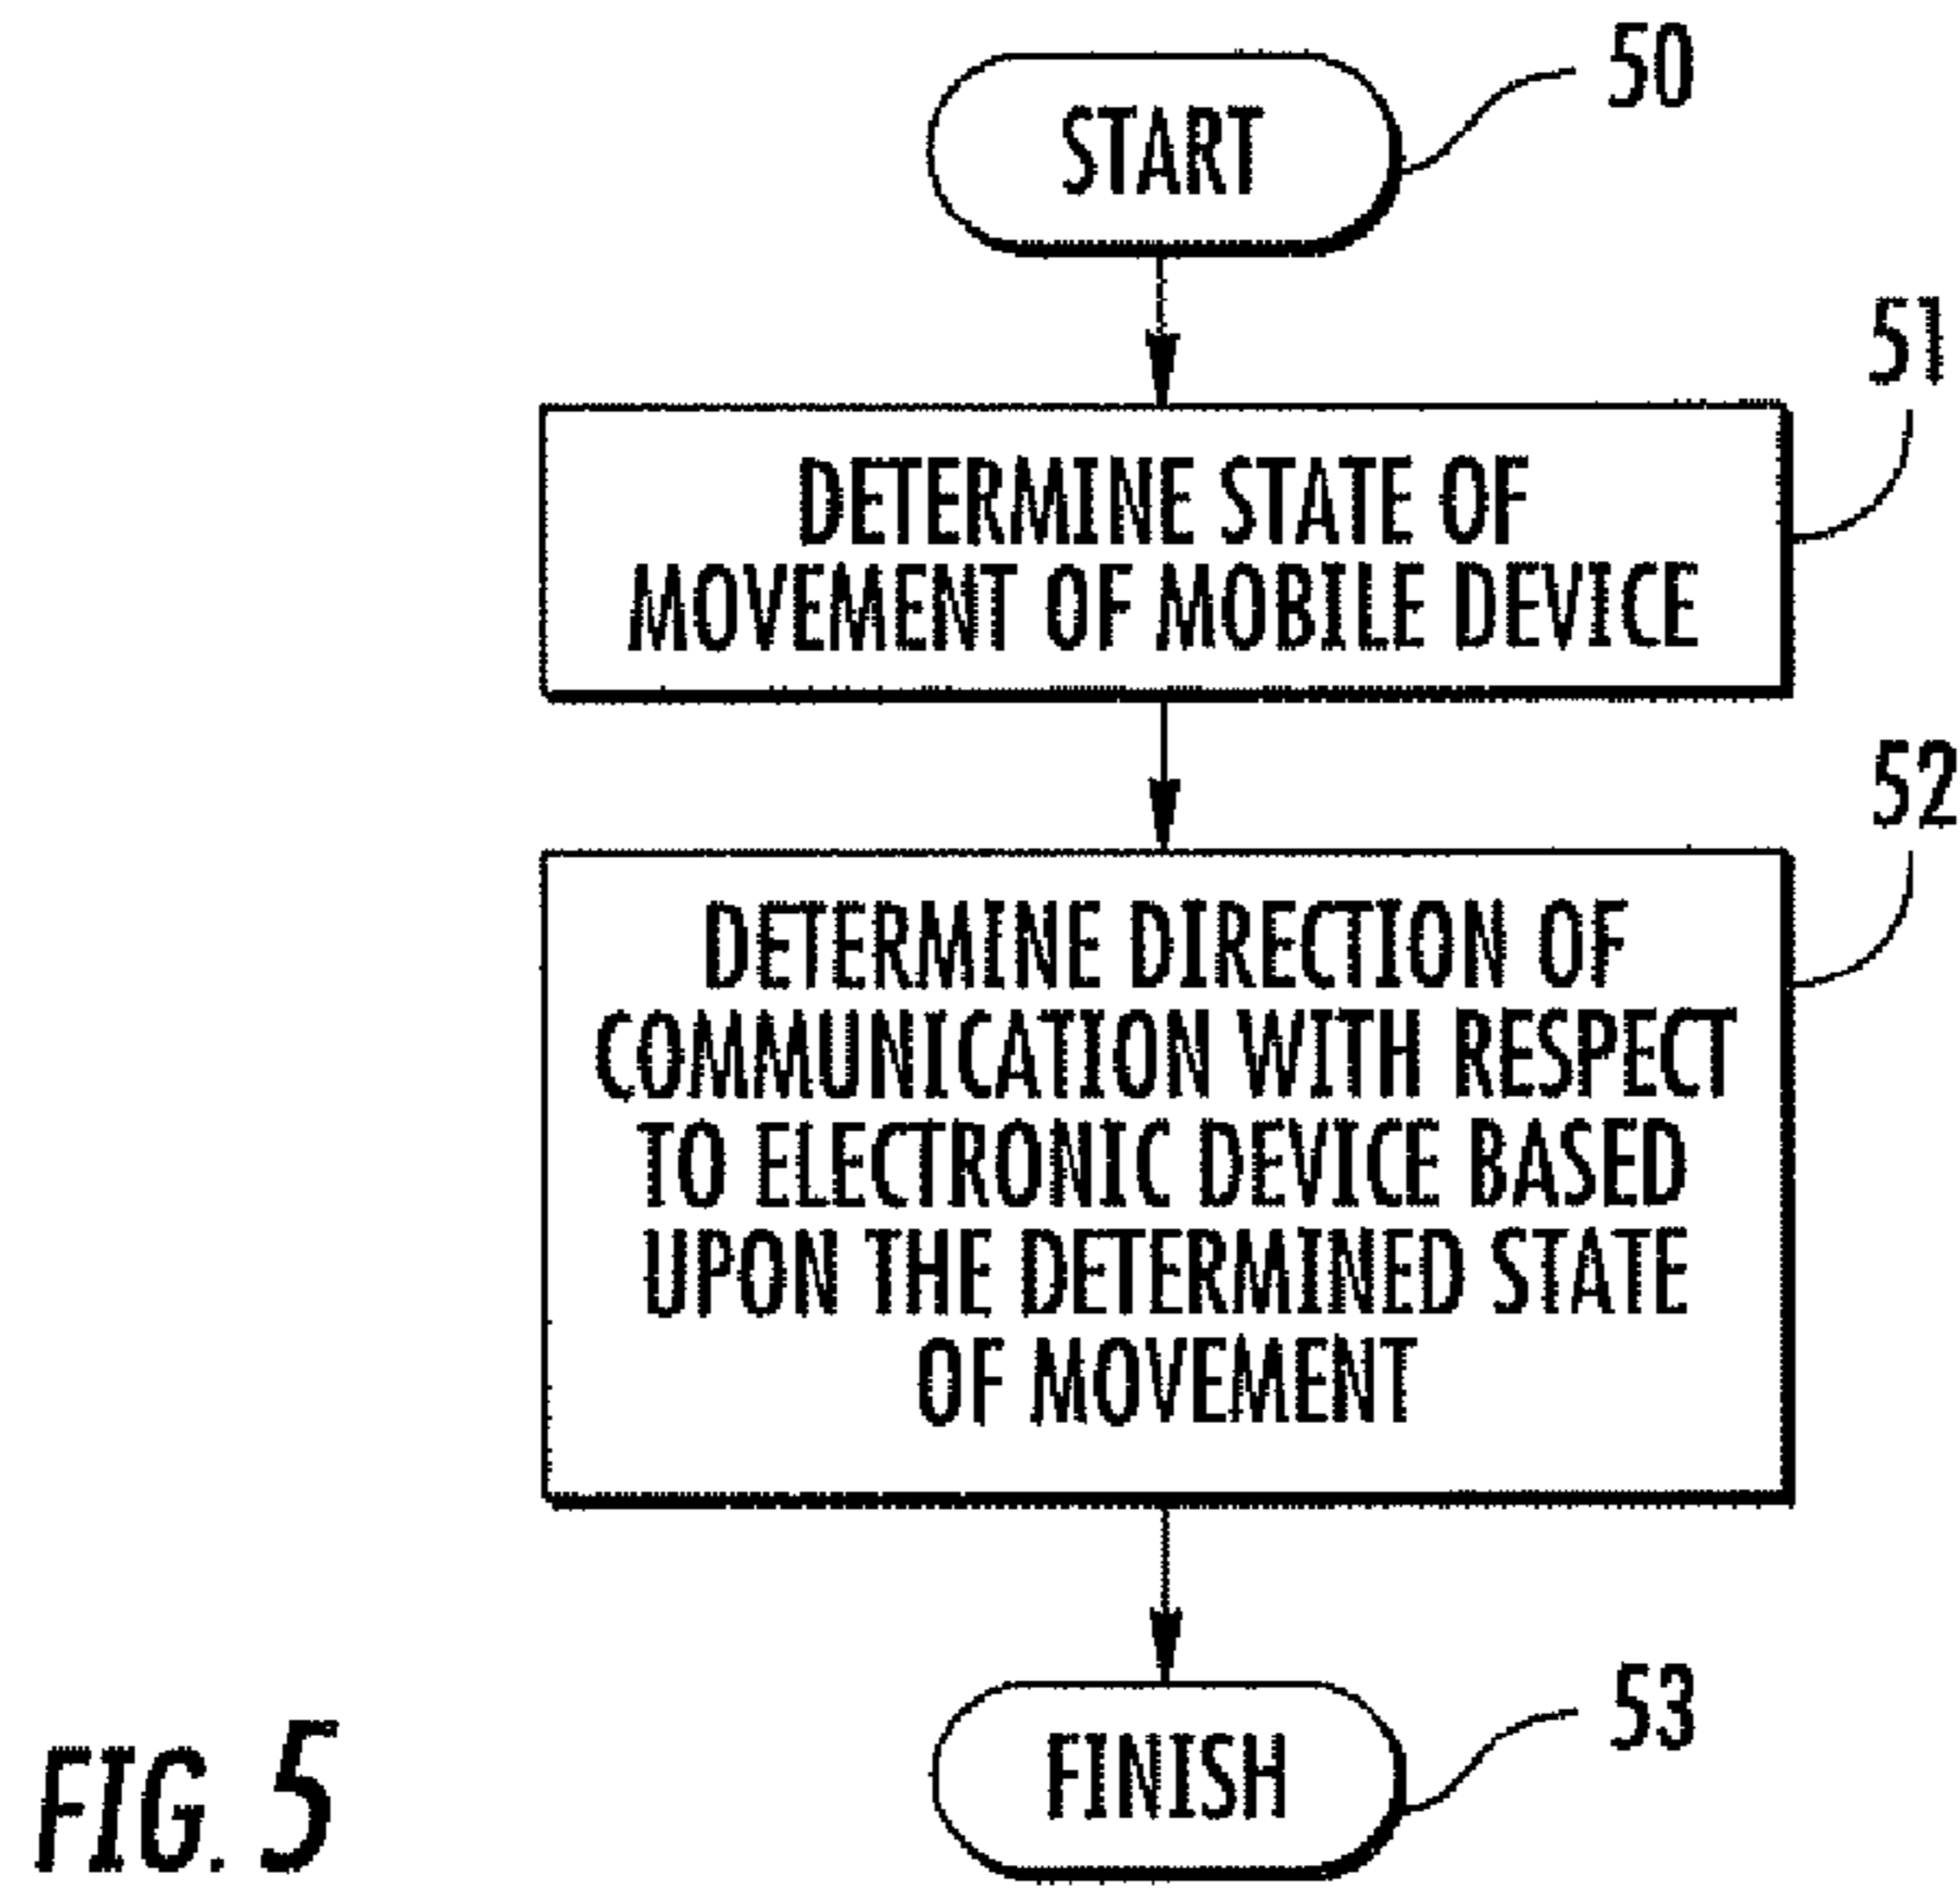 50
START
51
DETERMINE STATE OF
MOVEMENT OF MOBILE DEVICE
52
DETERMINE DIRECTION OF
COMMUNICATION WITH RESPECT
TO ELECTRONIC DEVICE BASED
UPON THE DETERMINED STATE
OF MOVEMENT
53
FINISH
FIG. 5